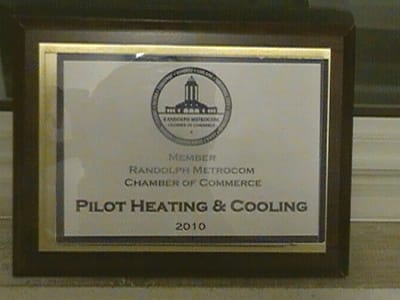 RANDOLPH METROCOM
CHAMBER OF COMMERCE
MEMBER
RANDOLPH METROCOM
CHAMBER OF COMMERCE
PILOT HEATING & COOLING
2010